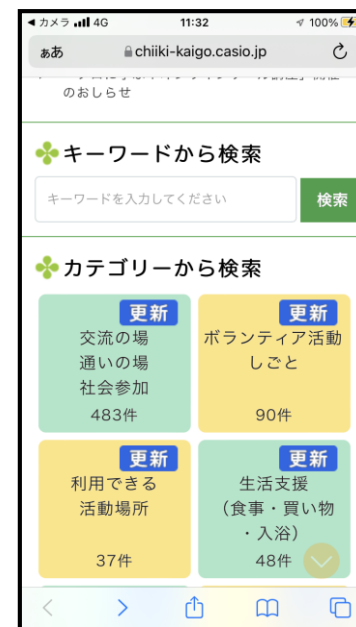 ◀カメラ 4G 11:32 100%
ぁあ chiiki-kaigo.casio.jp
のおしらせ
キーワードから検索
キーワードを入力してください 検索
カテゴリーから検索
更新
交流の場
通いの場
社会参加
483件
更新
ボランティア活動
しごと
90件
更新
利用できる
活動場所
37件
更新
生活支援
（食事・買い物
・入浴）
48件